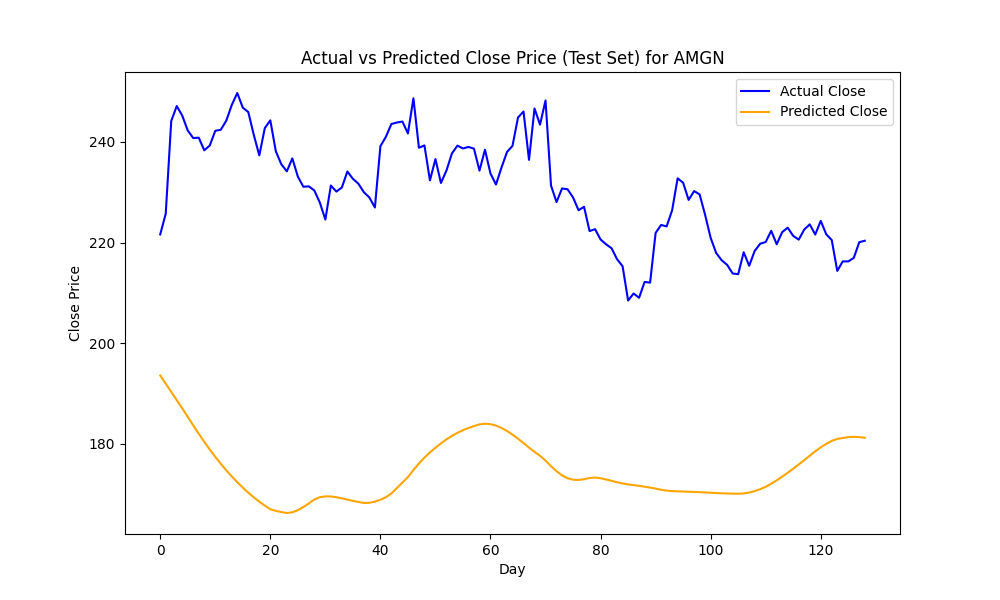 Actual vs Predicted Close Price (Test Set) for AMGN
Actual Close
Predicted Close
Close Price
240
220
200
180
0 20 40 60 80 100 120
Day